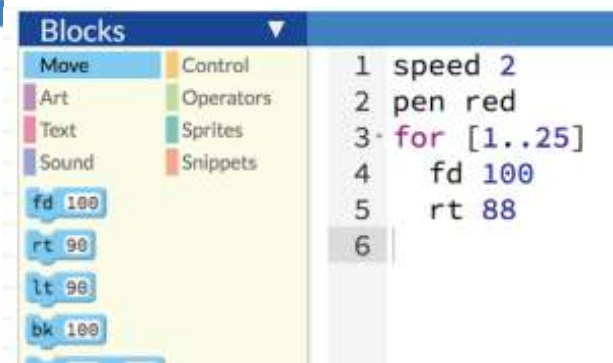 Blocks ▼
Move Control
Art Operators
Text Sprites
Sound Snippets
fd 100
rt 90
lt 90
bk 100
1 speed 2
2 pen red
3 for [1..25]
4 fd 100
5 rt 88
6